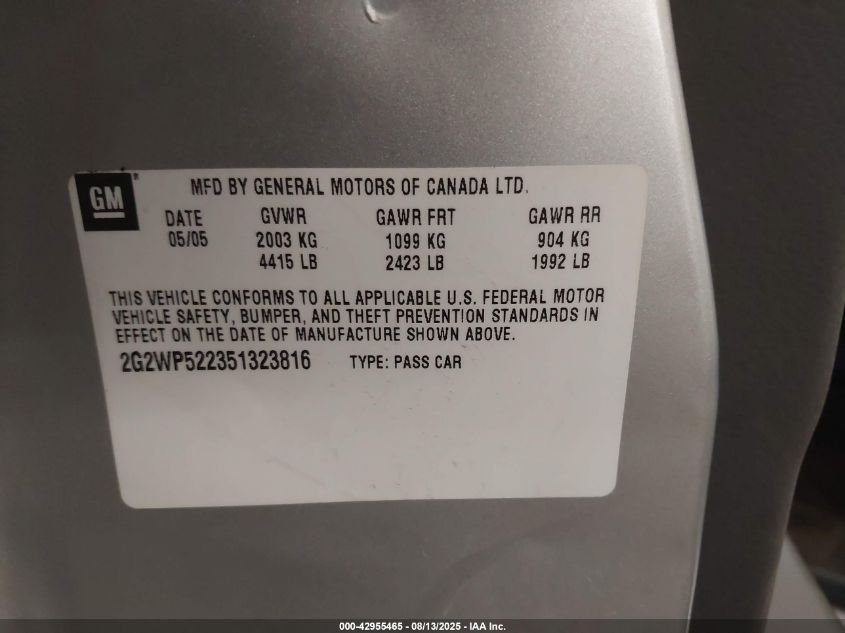 GM
MFD BY GENERAL MOTORS OF CANADA LTD.
DATE GVWR GAWR FRT GAWR RR
05/05 2003 KG 1099 KG 904 KG
4415 LB 2423 LB 1992 LB
THIS VEHICLE CONFORMS TO ALL APPLICABLE U.S. FEDERAL MOTOR
VEHICLE SAFETY, BUMPER, AND THEFT PREVENTION STANDARDS IN
EFFECT ON THE DATE OF MANUFACTURE SHOWN ABOVE.
2G2WP522351323816 TYPE: PASS CAR
000-42955465 - 08/13/2025 - IAA Inc.